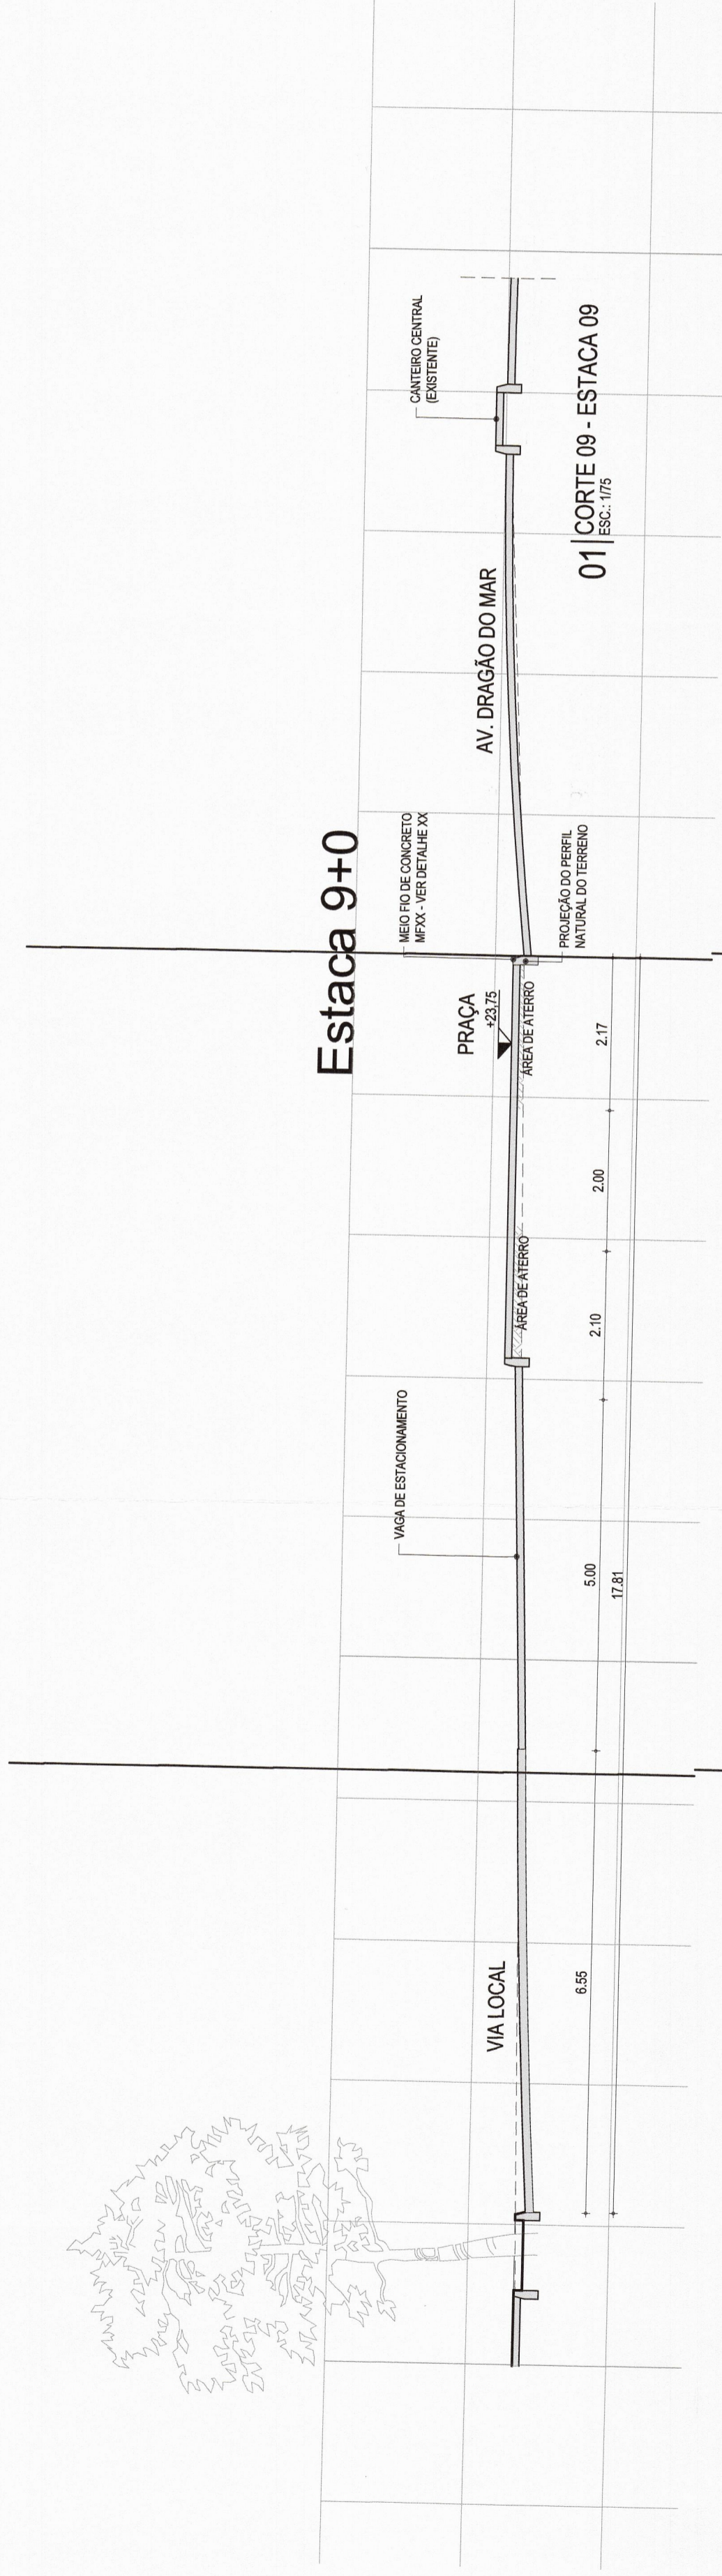 Estaca 9+0
VAGA DE ESTACIONAMENTO
MEIO FIO DE CONCRETO
MFXX - VER DETALHE XX
CANTEIRO CENTRAL
(EXISTENTE)
VIA LOCAL
PRAÇA
+23,75
AV. DRAGÃO DO MAR
ÁREA DE ATERRO
ÁREA DE ATERRO
PROJEÇÃO DO PERFIL
NATURAL DO TERRENO
6.55
5.00
2.10
2.00
2.17
17.81
01 CORTE 09 - ESTACA 09
ESC.: 1/75